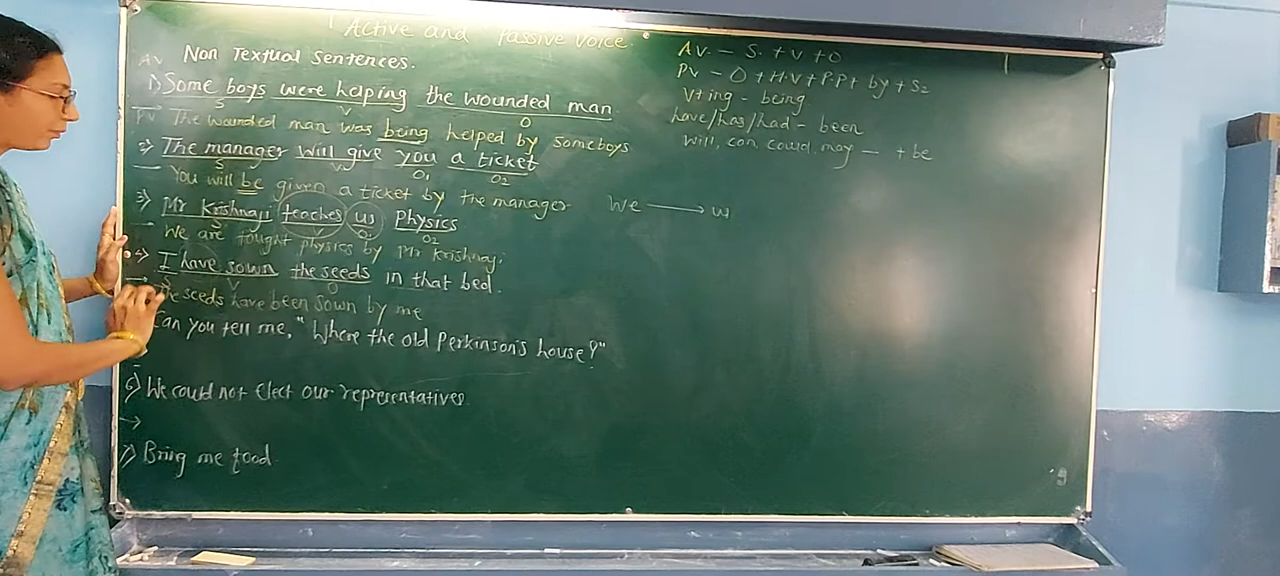 Active and Passive Voice.
AV Non Textual Sentences.
1) Some boys were helping the wounded man
S V O
PV The wounded man was being helped by someboys
2) The manager will give you a ticket
S V O1 O2
You will be given a ticket by the manager
3) Mr Krishnaji teaches us Physics
S V O1 O2
We are tought physics by Mr Krishnaji
4) I have sown the seeds in that bed.
S V O
The seeds have been sown by me
Can you tell me, "Where the old Perkinson's house?"
6) We could not Elect our representatives
→
7) Bring me food
AV. - S. + V + O
PV - O + H.V + P.P + by + S2
V+ing - being
have/has/had - been
will, can, could, may - + be
We → us